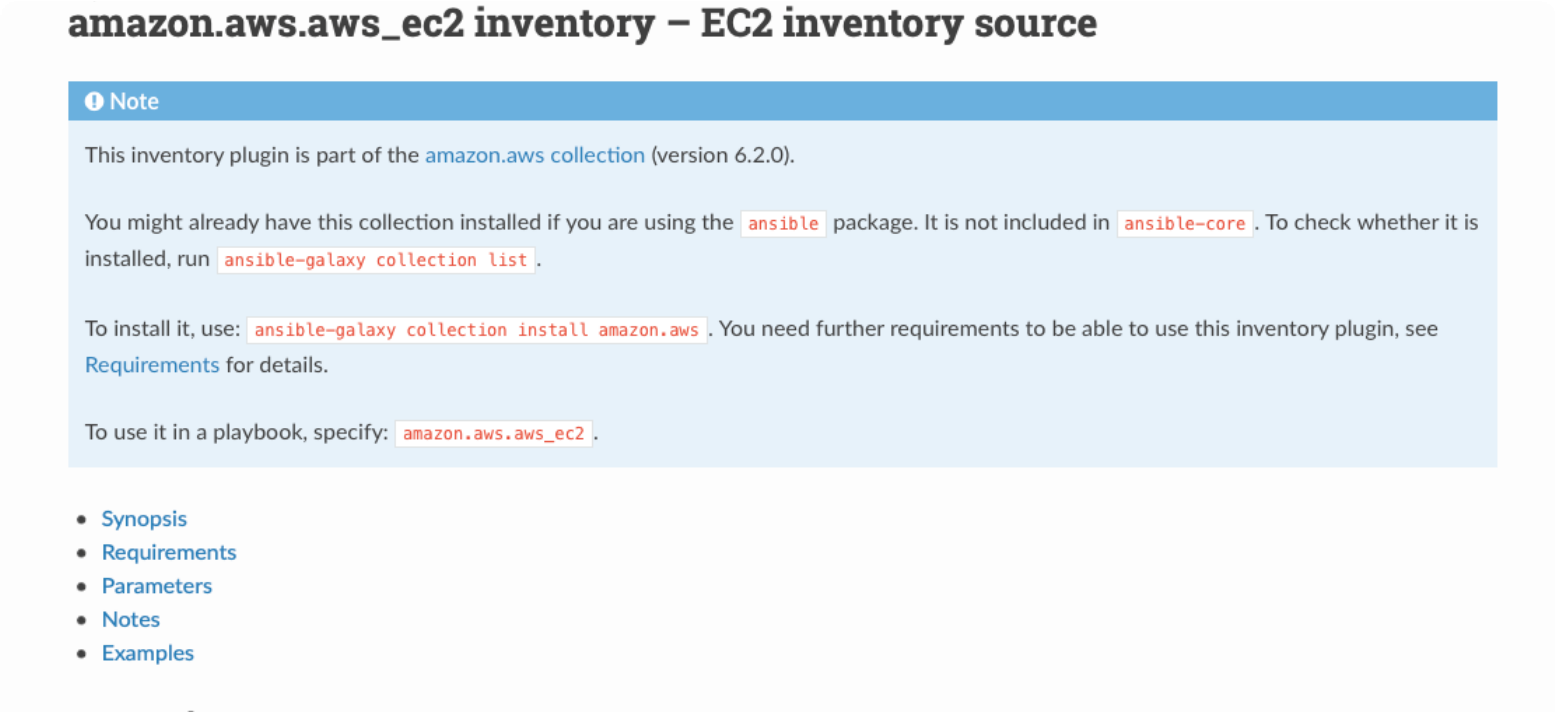 amazon.aws.aws_ec2 inventory – EC2 inventory source
Note
This inventory plugin is part of the amazon.aws collection (version 6.2.0).
You might already have this collection installed if you are using the ansible package. It is not included in ansible-core. To check whether it is
installed, run ansible-galaxy collection list.
To install it, use: ansible-galaxy collection install amazon.aws. You need further requirements to be able to use this inventory plugin, see
Requirements for details.
To use it in a playbook, specify: amazon.aws.aws_ec2.
Synopsis
Requirements
Parameters
Notes
Examples